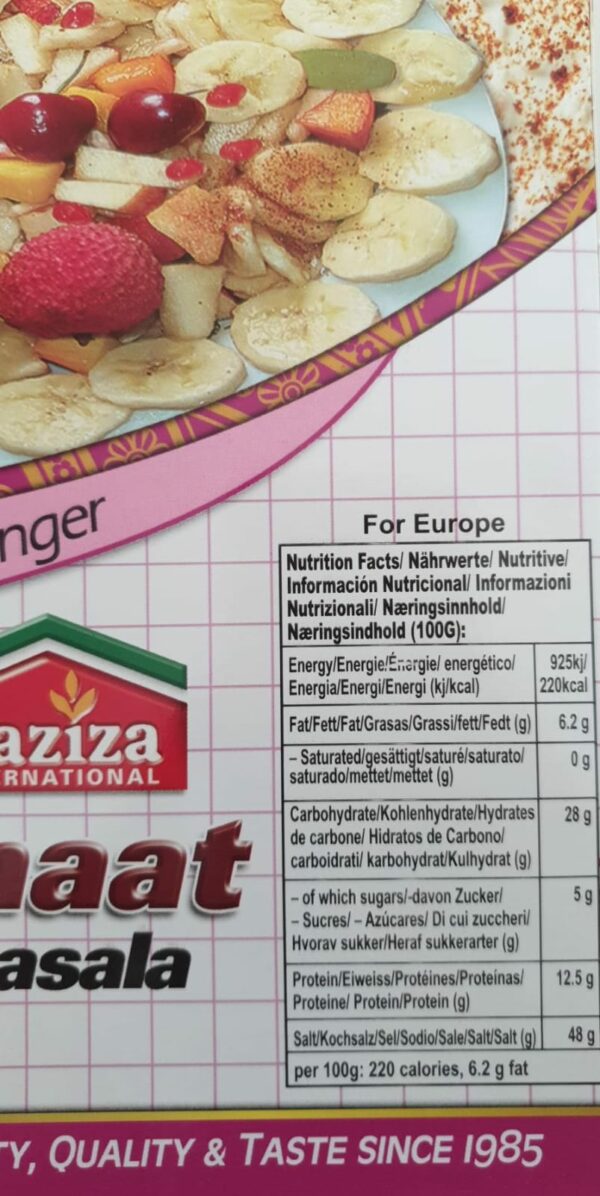 nger
For Europe
Nutrition Facts/ Nährwerte/ Nutritive/
Información Nutricional/ Informazioni
Nutrizionali/ Næringsinnhold/
Næringsindhold (100G):
Energy/Energie/Énergie/ energético/ 925kj/
Energia/Energi/Energi (kj/kcal) 220kcal
Fat/Fett/Fat/Grasas/Grassi/fett/Fedt (g) 6.2 g
– Saturated/gesättigt/saturé/saturato/ 0 g
saturado/mettet/mettet (g)
Carbohydrate/Kohlenhydrate/Hydrates 28 g
de carbone/ Hidratos de Carbono/
carboidrati/ karbohydrat/Kulhydrat (g)
– of which sugars/-davon Zucker/ 5 g
– Sucres/ – Azúcares/ Di cui zuccheri/
Hvorav sukker/Heraf sukkerarter (g)
Protein/Eiweiss/Protéines/Proteínas/ 12.5 g
Proteine/ Protein/Protein (g)
Salt/Kochsalz/Sel/Sodio/Sale/Salt/Salt (g) 48 g
per 100g: 220 calories, 6.2 g fat
aziza
RNATIONAL
haat
asala
TY, QUALITY & TASTE SINCE 1985